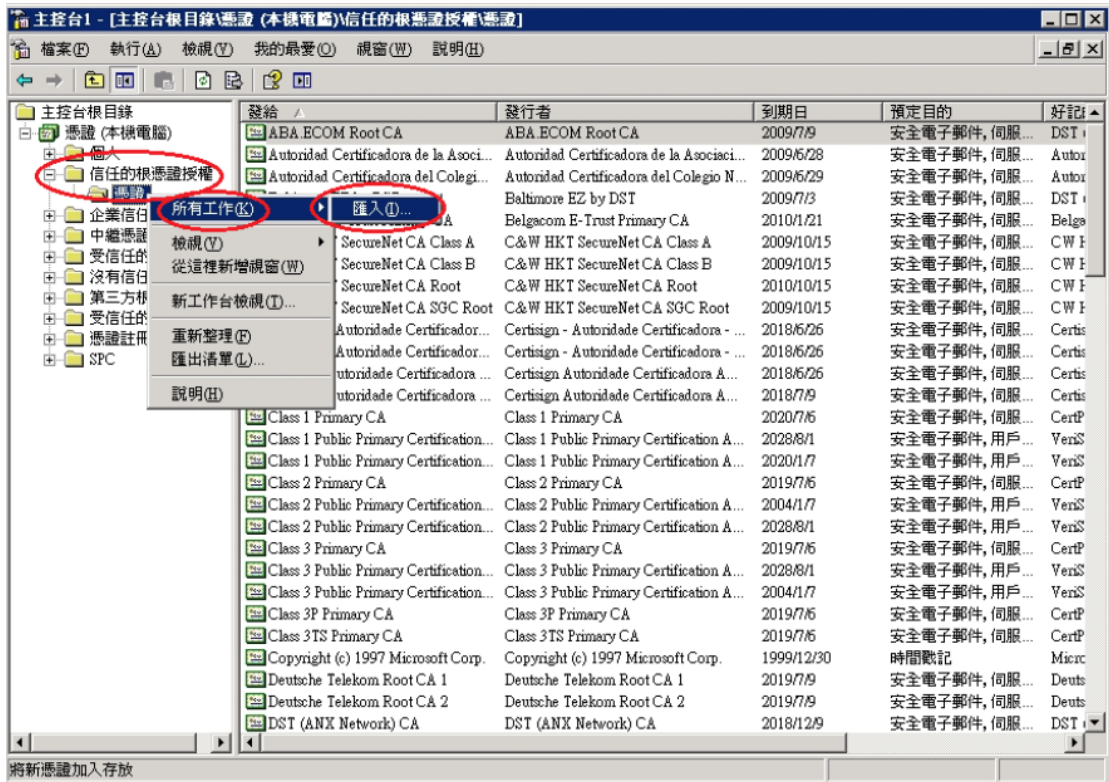 主控台1 - [主控台根目錄\憑證 (本機電腦)\信任的根憑證授權\憑證]
檔案(F) 執行(A) 檢視(V) 我的最愛(O) 視窗(W) 說明(H)
主控台根目錄
憑證 (本機電腦)
個人
信任的根憑證授權
憑證
企業信任
中繼憑證
受信任的
沒有信任
第三方根
受信任的
憑證註冊
SPC
所有工作(K)
匯入(I)...
檢視(V)
從這裡新增視窗(W)
新工作台檢視(T)...
重新整理(F)
匯出清單(L)...
說明(H)
發給 發行者 到期日 預定目的 好記
ABA.ECOM Root CA ABA.ECOM Root CA 2009/7/9 安全電子郵件, 伺服... DST
Autoridad Certificadora de la Asoci... Autoridad Certificadora de la Asociaci... 2009/6/28 安全電子郵件, 伺服... Autor
Autoridad Certificadora del Colegi... Autoridad Certificadora del Colegio N... 2009/6/29 安全電子郵件, 伺服... Autor
Baltimore EZ by DST 2009/7/3 安全電子郵件, 伺服... DST
CA Belgacom E-Trust Primary CA 2010/1/21 安全電子郵件, 伺服... Belga
SecureNet CA Class A C&W HKT SecureNet CA Class A 2009/10/15 安全電子郵件, 伺服... CW H
SecureNet CA Class B C&W HKT SecureNet CA Class B 2009/10/15 安全電子郵件, 伺服... CW H
SecureNet CA Root C&W HKT SecureNet CA Root 2010/10/15 安全電子郵件, 伺服... CW H
SecureNet CA SGC Root C&W HKT SecureNet CA SGC Root 2009/10/15 安全電子郵件, 伺服... CW H
Autoridade Certificador... Certisign - Autoridade Certificadora - ... 2018/6/26 安全電子郵件, 伺服... Certis
Autoridade Certificador... Certisign - Autoridade Certificadora - ... 2018/6/26 安全電子郵件, 伺服... Certis
utoridade Certificadora ... Certisign Autoridade Certificadora A... 2018/6/26 安全電子郵件, 伺服... Certis
utoridade Certificadora ... Certisign Autoridade Certificadora A... 2018/7/9 安全電子郵件, 伺服... Certis
Class 1 Primary CA Class 1 Primary CA 2020/7/6 安全電子郵件, 伺服... CertP
Class 1 Public Primary Certification... Class 1 Public Primary Certification A... 2028/8/1 安全電子郵件, 用戶... VeriS
Class 1 Public Primary Certification... Class 1 Public Primary Certification A... 2020/1/7 安全電子郵件, 用戶... VeriS
Class 2 Primary CA Class 2 Primary CA 2019/7/6 安全電子郵件, 伺服... CertP
Class 2 Public Primary Certification... Class 2 Public Primary Certification A... 2004/1/7 安全電子郵件, 用戶... VeriS
Class 2 Public Primary Certification... Class 2 Public Primary Certification A... 2028/8/1 安全電子郵件, 用戶... VeriS
Class 3 Primary CA Class 3 Primary CA 2019/7/6 安全電子郵件, 伺服... CertP
Class 3 Public Primary Certification... Class 3 Public Primary Certification A... 2028/8/1 安全電子郵件, 用戶... VeriS
Class 3 Public Primary Certification... Class 3 Public Primary Certification A... 2004/1/7 安全電子郵件, 用戶... VeriS
Class 3P Primary CA Class 3P Primary CA 2019/7/6 安全電子郵件, 伺服... CertP
Class 3TS Primary CA Class 3TS Primary CA 2019/7/6 安全電子郵件, 伺服... CertP
Copyright (c) 1997 Microsoft Corp. Copyright (c) 1997 Microsoft Corp. 1999/12/30 時間戳記 Micro
Deutsche Telekom Root CA 1 Deutsche Telekom Root CA 1 2019/7/9 安全電子郵件, 伺服... Deuts
Deutsche Telekom Root CA 2 Deutsche Telekom Root CA 2 2019/7/9 安全電子郵件, 伺服... Deuts
DST (ANX Network) CA DST (ANX Network) CA 2018/12/9 安全電子郵件, 伺服... DST
將新憑證加入存放